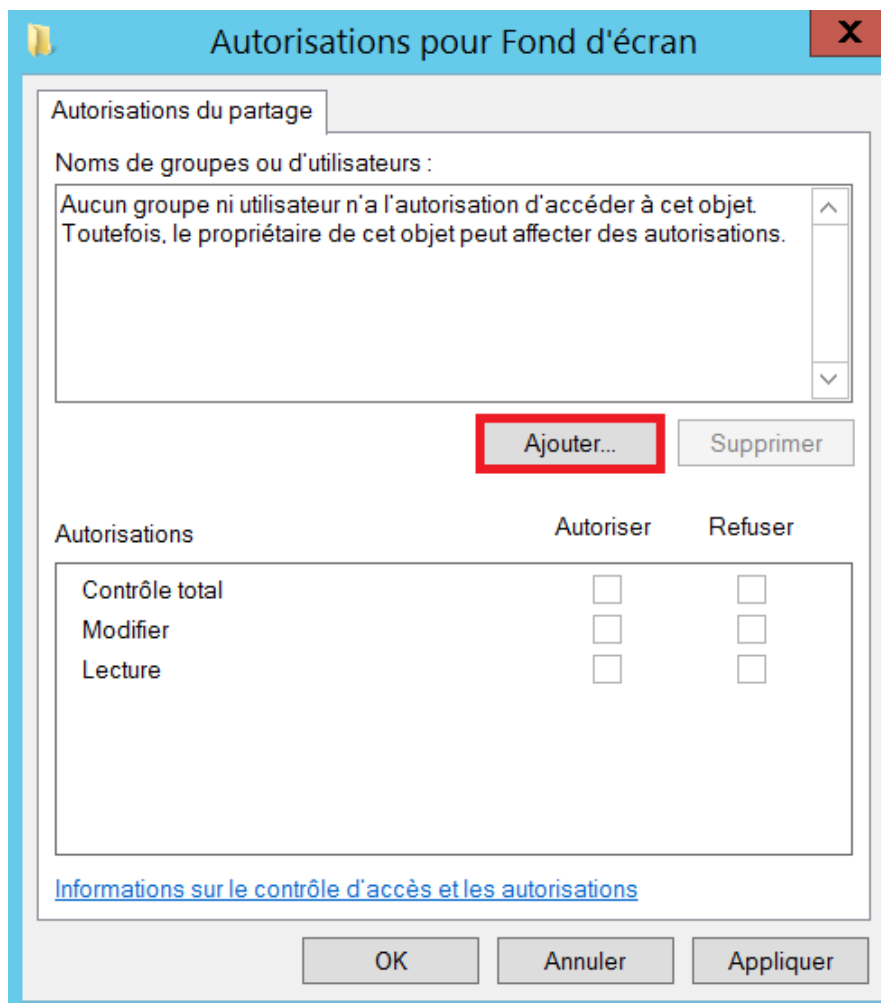 Autorisations pour Fond d'écran
X
Autorisations du partage
Noms de groupes ou d'utilisateurs :
Aucun groupe ni utilisateur n'a l'autorisation d'accéder à cet objet.
Toutefois, le propriétaire de cet objet peut affecter des autorisations.
Ajouter...
Supprimer
Autorisations
Autoriser
Refuser
Contrôle total
Modifier
Lecture
Informations sur le contrôle d'accès et les autorisations
OK
Annuler
Appliquer